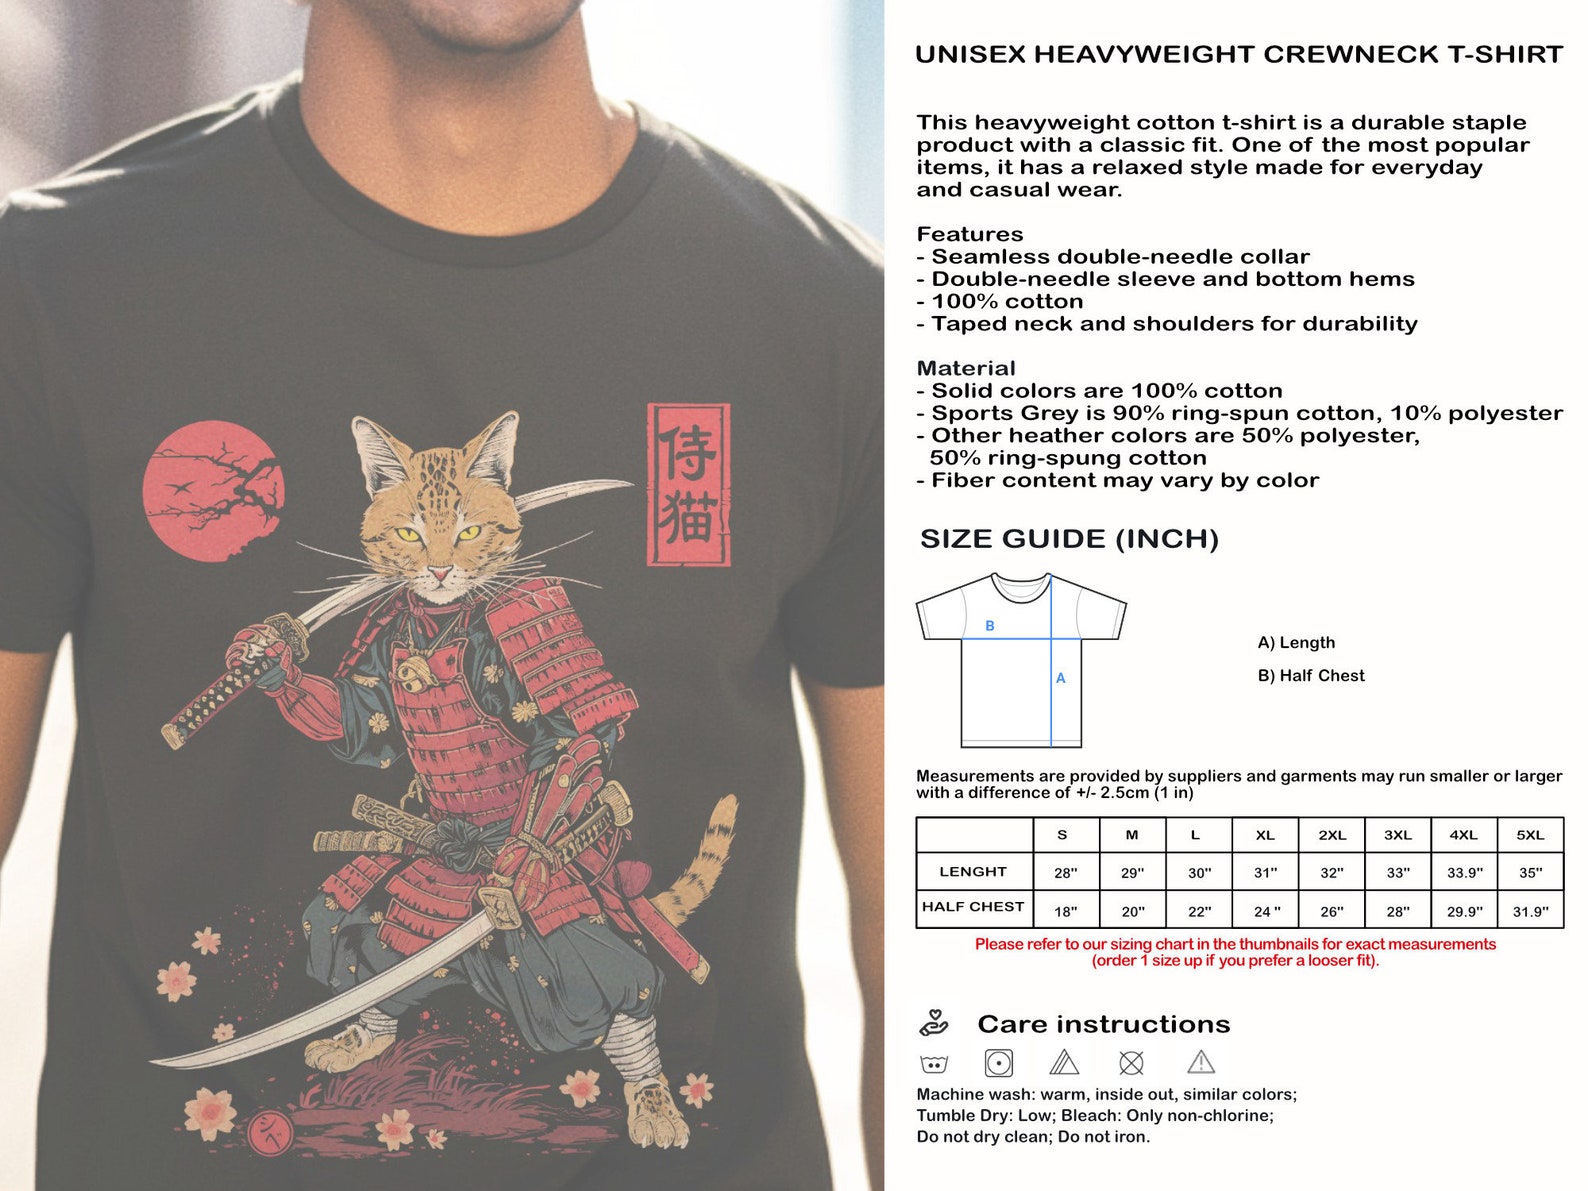 侍
猫
UNISEX HEAVYWEIGHT CREWNECK T-SHIRT
This heavyweight cotton t-shirt is a durable staple
product with a classic fit. One of the most popular
items, it has a relaxed style made for everyday
and casual wear.
Features
- Seamless double-needle collar
- Double-needle sleeve and bottom hems
- 100% cotton
- Taped neck and shoulders for durability
Material
- Solid colors are 100% cotton
- Sports Grey is 90% ring-spun cotton, 10% polyester
- Other heather colors are 50% polyester,
50% ring-spung cotton
- Fiber content may vary by color
SIZE GUIDE (INCH)
B
A
A) Length
B) Half Chest
Measurements are provided by suppliers and garments may run smaller or larger
with a difference of +/- 2.5cm (1 in)
S M L XL 2XL 3XL 4XL 5XL
LENGHT 28" 29" 30" 31" 32" 33" 33.9" 35"
HALF CHEST 18" 20" 22" 24 " 26" 28" 29.9" 31.9"
Please refer to our sizing chart in the thumbnails for exact measurements
(order 1 size up if you prefer a looser fit).
Care instructions
Machine wash: warm, inside out, similar colors;
Tumble Dry: Low; Bleach: Only non-chlorine;
Do not dry clean; Do not iron.